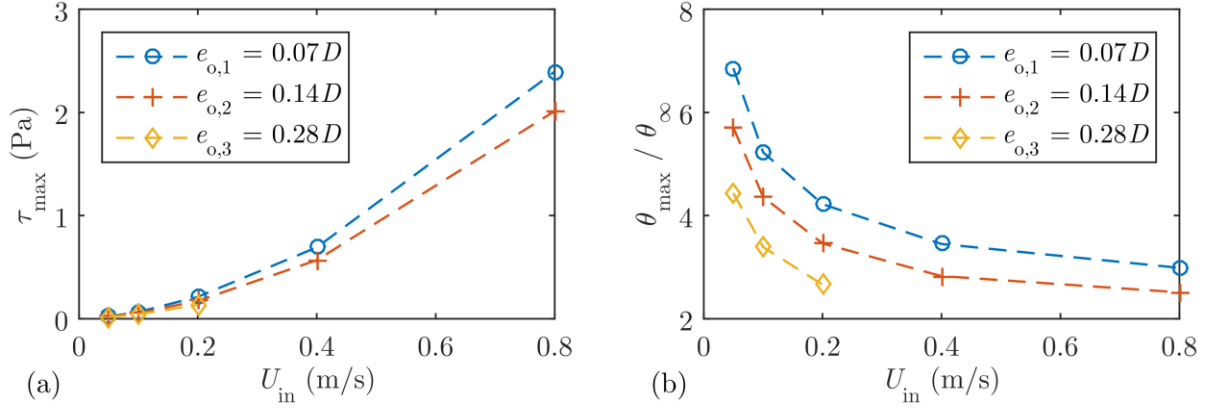 3
2
1
0
τmax (Pa)
eo,1 = 0.07D
eo,2 = 0.14D
eo,3 = 0.28D
0 0.2 0.4 0.6 0.8
(a) Uin (m/s)
8
6
4
2
θmax / θ∞
eo,1 = 0.07D
eo,2 = 0.14D
eo,3 = 0.28D
0 0.2 0.4 0.6 0.8
(b) Uin (m/s)